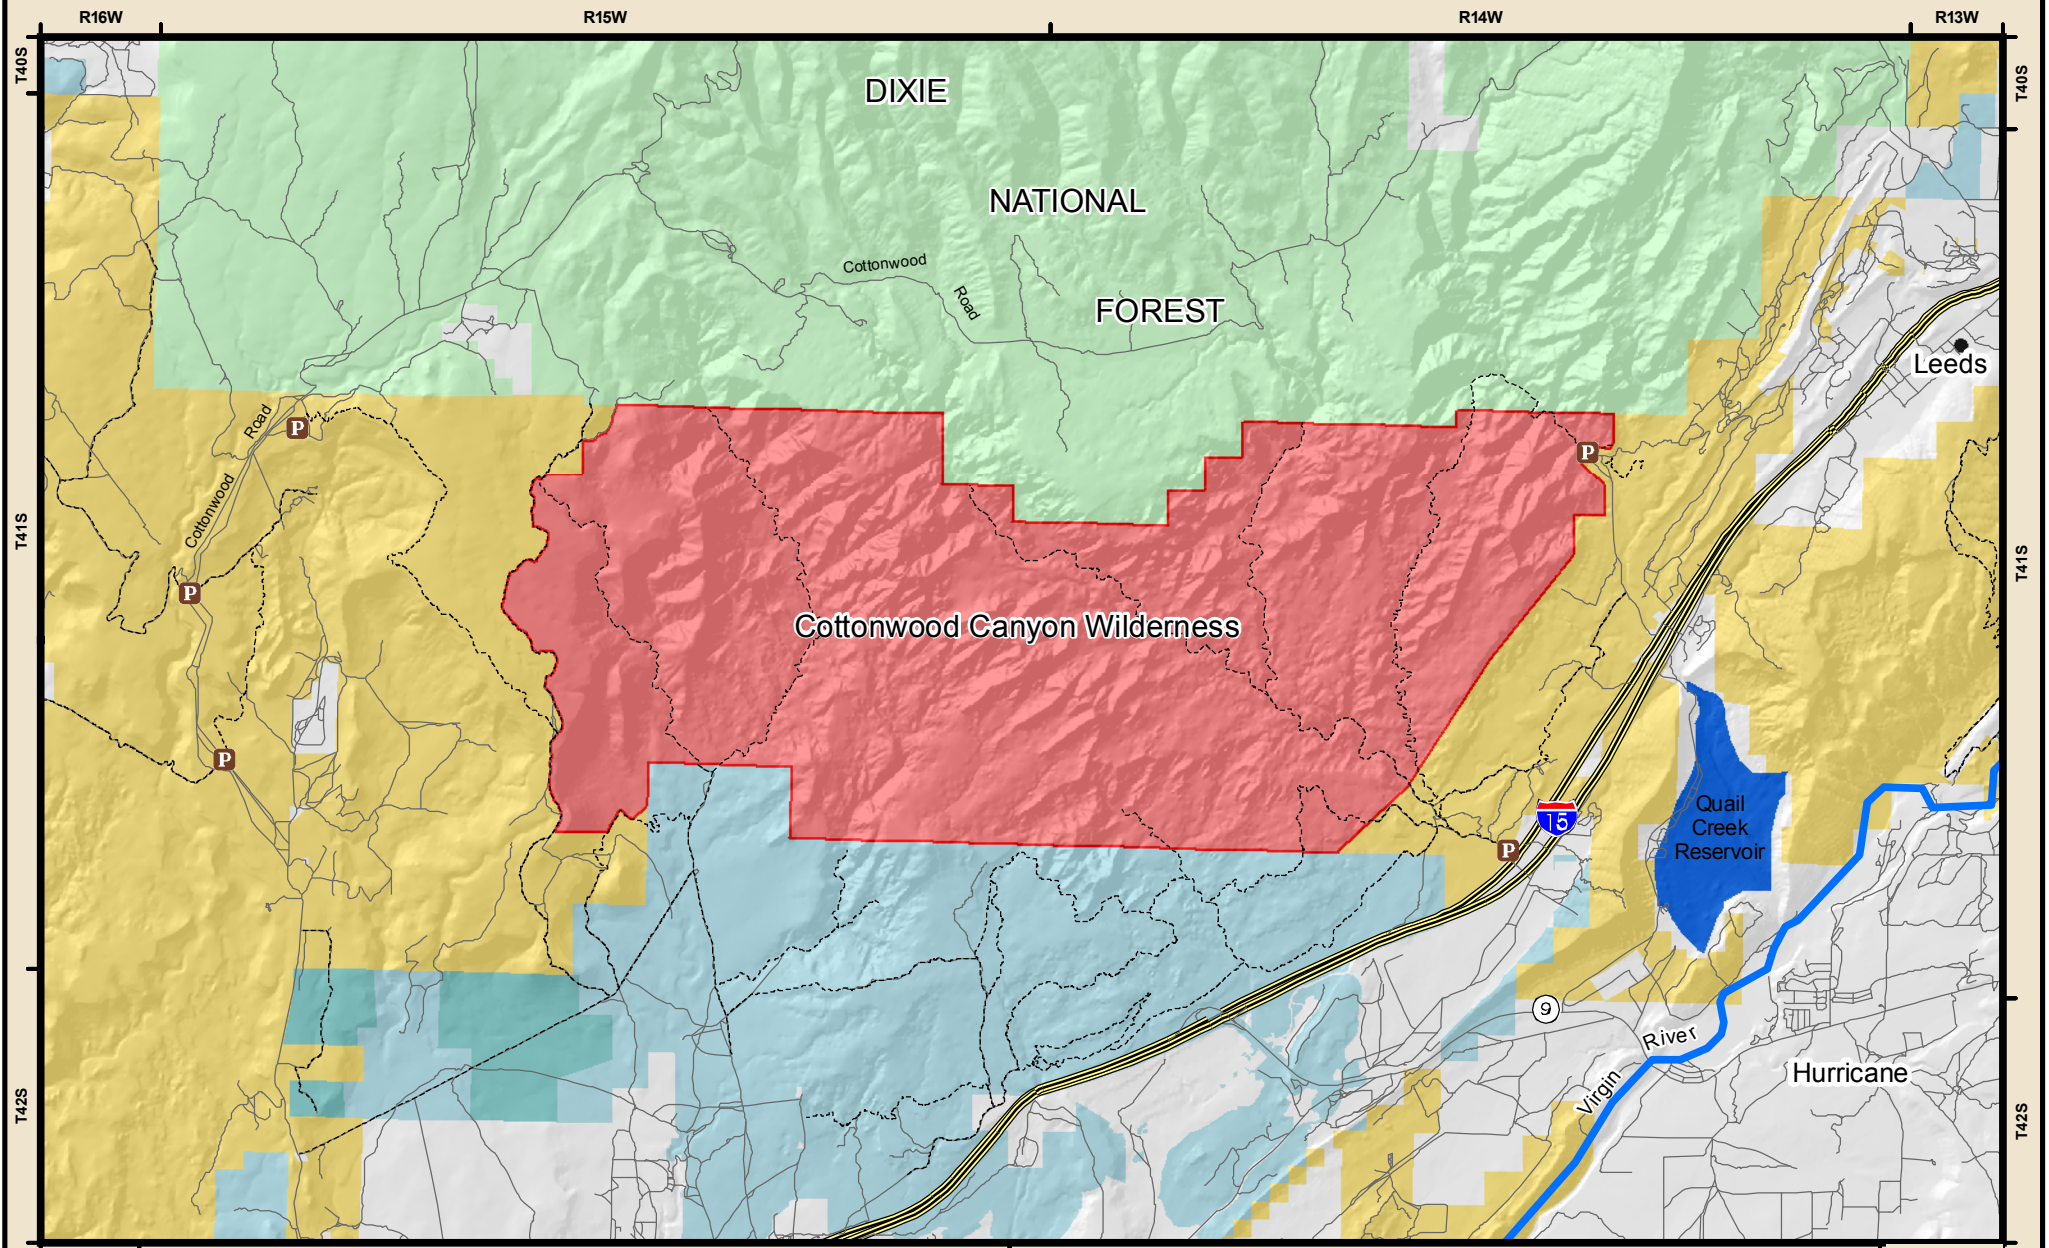 R16W
R15W
R14W
R13W
T40S
T40S
DIXIE
NATIONAL
Cottonwood
Road
FOREST
Leeds
Road
P
P
Cottonwood
T41S
T41S
P
Cottonwood Canyon Wilderness
P
15
P
Quail
Creek
Reservoir
9
River
Virgin
Hurricane
T42S
T42S